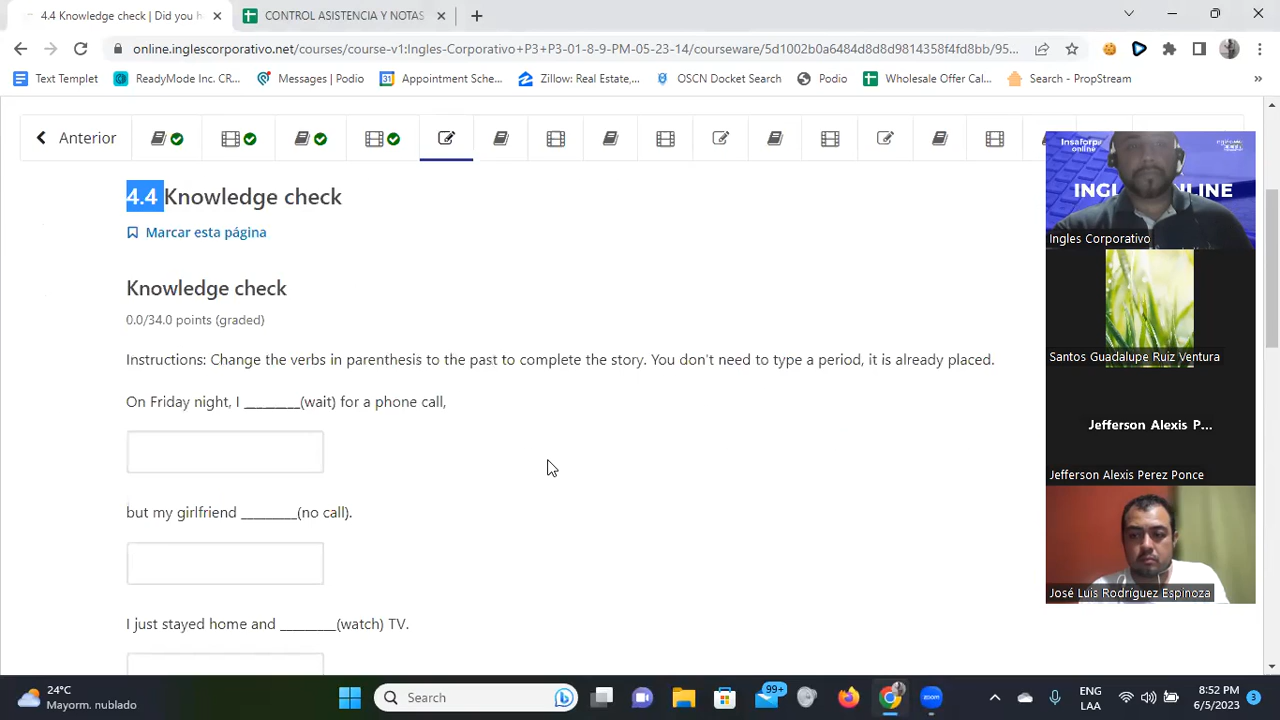 4.4 Knowledge check | Did you h
CONTROL ASISTENCIA Y NOTAS
online.inglescorporativo.net/courses/course-v1:Ingles-Corporativo+P3+P3-01-8-9-PM-05-23-14/courseware/5d1002b0a6484d8d8d9814358f4fd8bb/95...
Text Templet
ReadyMode Inc. CR...
Messages | Podio
Appointment Sche...
Zillow: Real Estate,...
OSCN Docket Search
Podio
Wholesale Offer Cal...
Search - PropStream
Anterior
4.4 Knowledge check
Marcar esta página
Knowledge check
0.0/34.0 points (graded)
Instructions: Change the verbs in parenthesis to the past to complete the story. You don't need to type a period, it is already placed.
On Friday night, I ________(wait) for a phone call,
but my girlfriend ________(no call).
I just stayed home and ________(watch) TV.
online
Ingles Corporativo
Santos Guadalupe Ruiz Ventura
Jefferson Alexis P...
Jefferson Alexis Perez Ponce
José Luis Rodríguez Espinoza
24°C
Mayorm. nublado
Search
99+
ENG
LAA
8:52 PM
6/5/2023
3